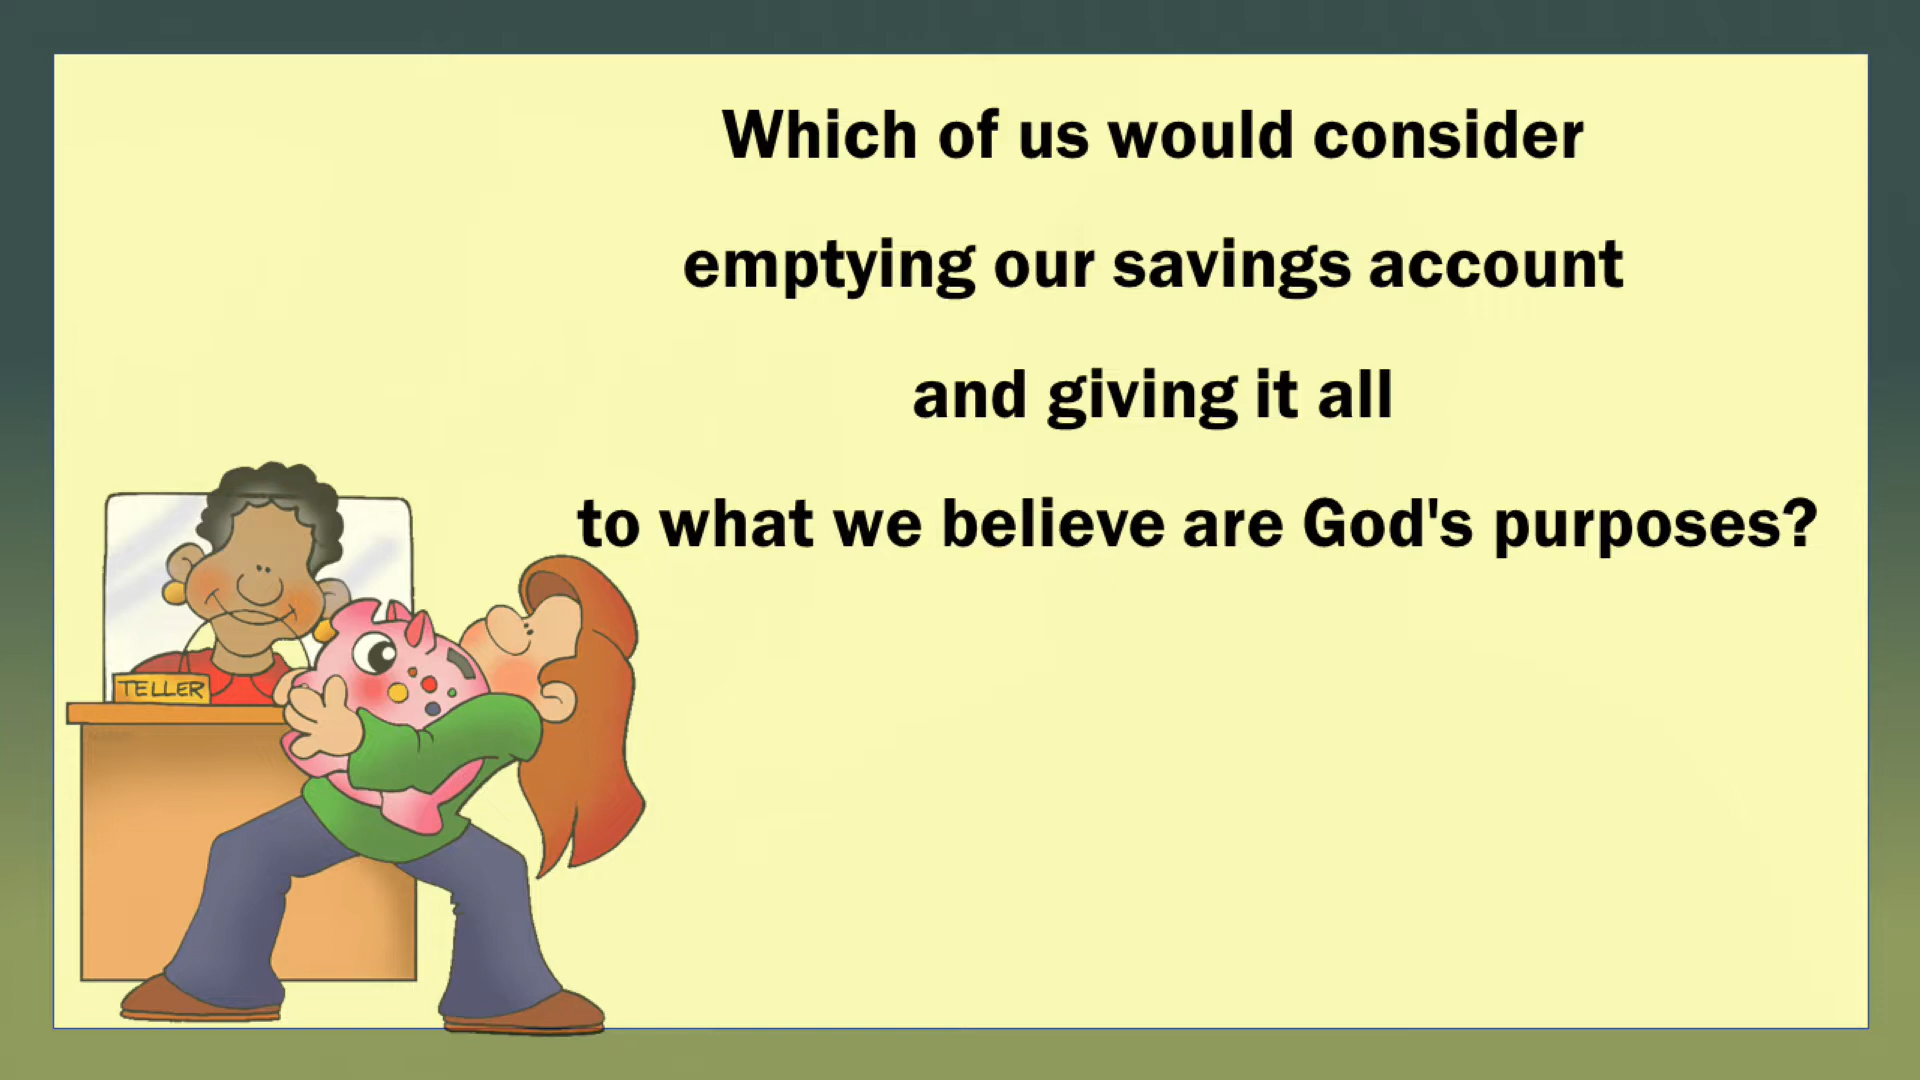 Which of us would consider
emptying our savings account
and giving it all
to what we believe are God's purposes?
TELLER